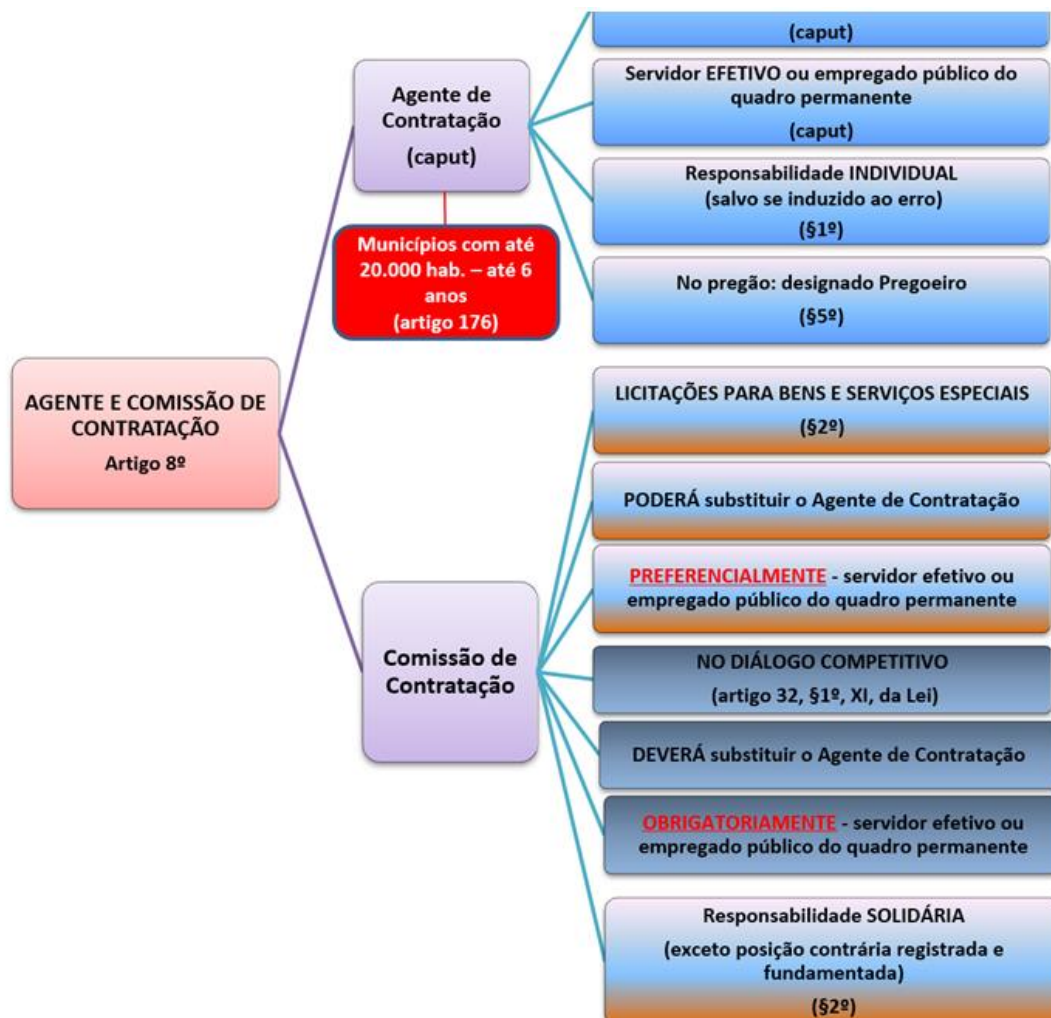 AGENTE E COMISSÃO DE
CONTRATAÇÃO
Artigo 8º
Agente de
Contratação
(caput)
Municípios com até
20.000 hab. – até 6
anos
(artigo 176)
(caput)
Servidor EFETIVO ou empregado público do
quadro permanente
(caput)
Responsabilidade INDIVIDUAL
(salvo se induzido ao erro)
(§1º)
No pregão: designado Pregoeiro
(§5º)
Comissão de
Contratação
LICITAÇÕES PARA BENS E SERVIÇOS ESPECIAIS
(§2º)
PODERÁ substituir o Agente de Contratação
PREFERENCIALMENTE - servidor efetivo ou
empregado público do quadro permanente
NO DIÁLOGO COMPETITIVO
(artigo 32, §1º, XI, da Lei)
DEVERÁ substituir o Agente de Contratação
OBRIGATORIAMENTE - servidor efetivo ou
empregado público do quadro permanente
Responsabilidade SOLIDÁRIA
(exceto posição contrária registrada e
fundamentada)
(§2º)